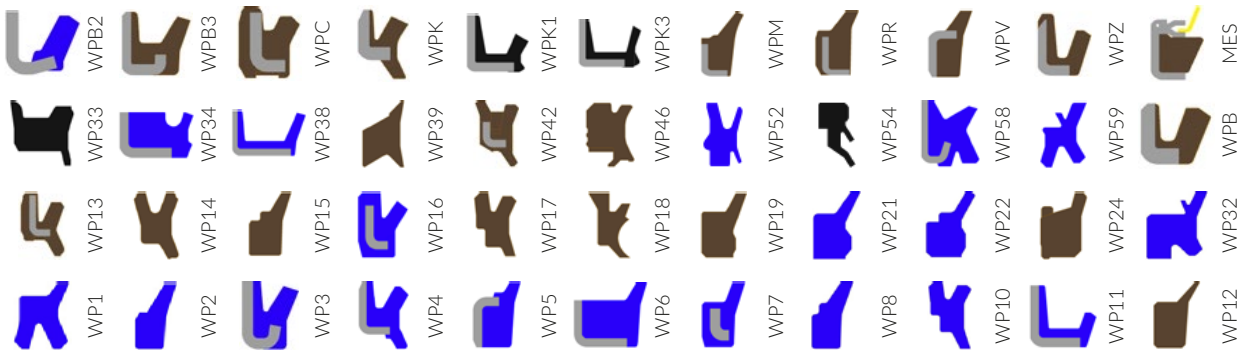 WPB2 WPB3 WPC WPK WPK1 WPK3 WPM WPR WPV WPZ MES
WP33 WP34 WP38 WP39 WP42 WP46 WP52 WP54 WP58 WP59 WPB
WP13 WP14 WP15 WP16 WP17 WP18 WP19 WP21 WP22 WP24 WP32
WP1 WP2 WP3 WP4 WP5 WP6 WP7 WP8 WP10 WP11 WP12